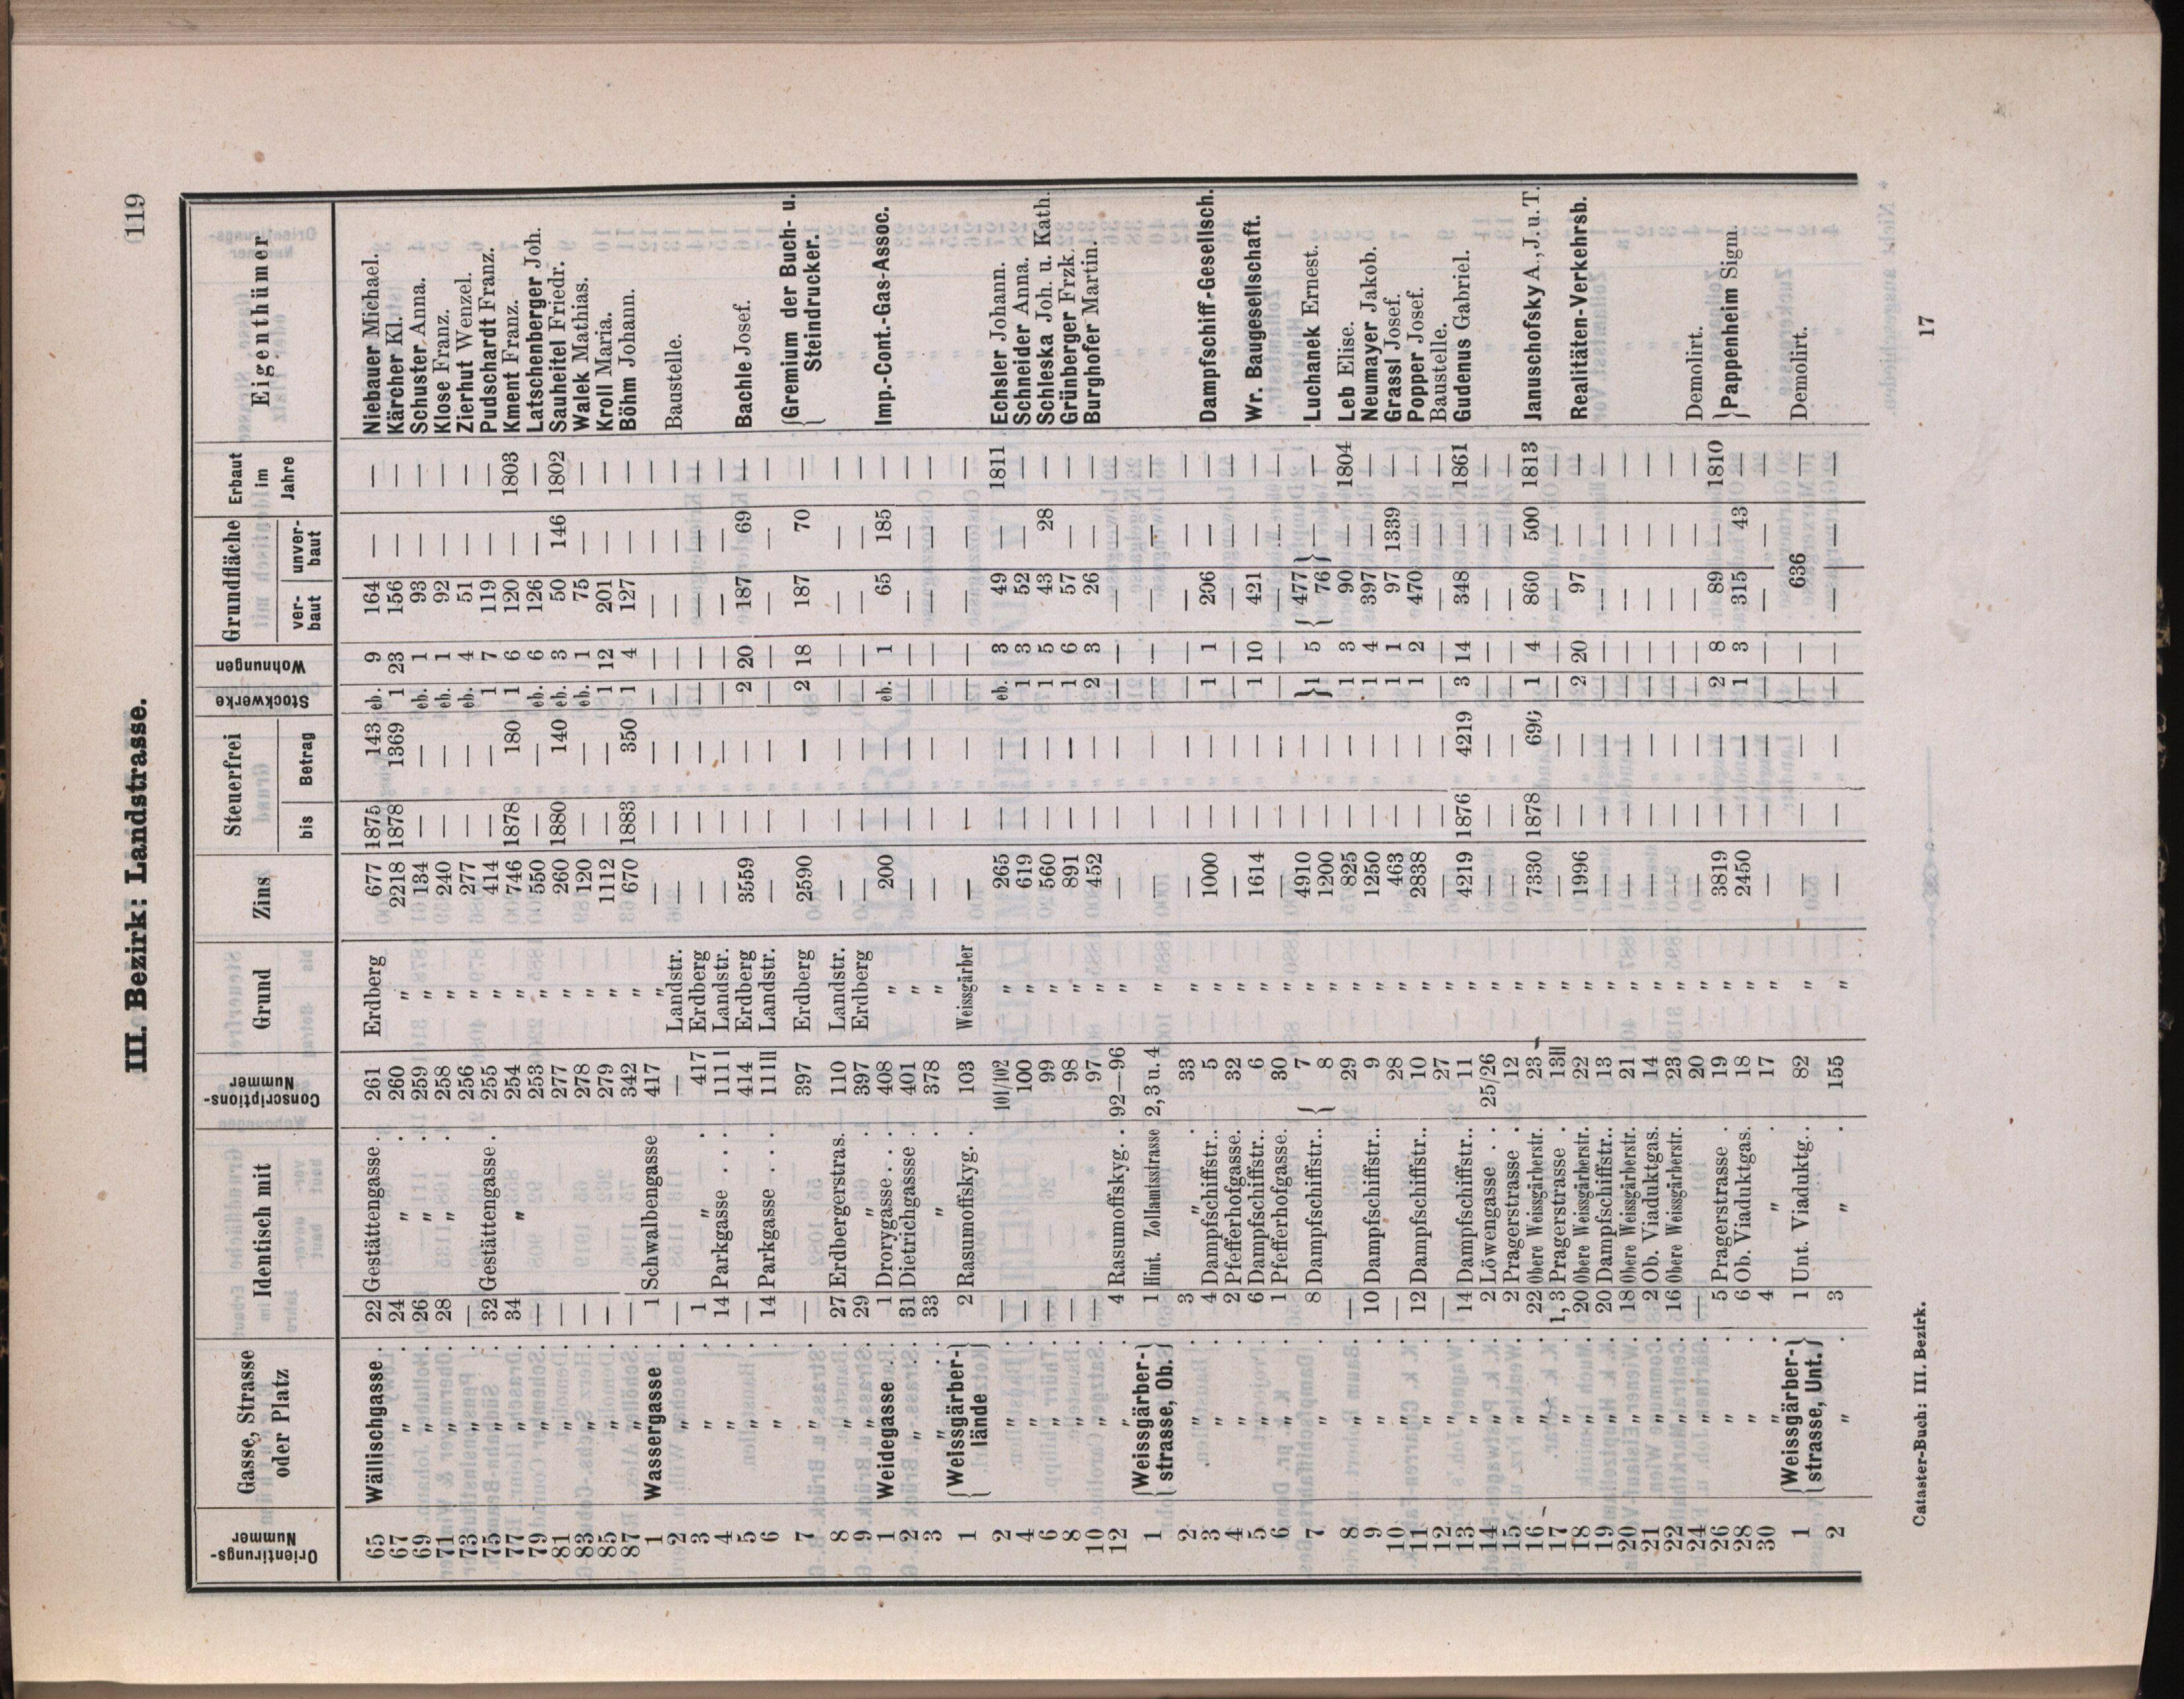 119
III. Bezirk: Landstrasse.
Orientirungs-Nummer | Gasse, Strasse oder Platz | Identisch mit | Conscriptions-Nummer | Grund | Zins | Steuerfrei bis | Steuerfrei Betrag | Stockwerke | Wohnungen | Grundfläche verbaut | Grundfläche unverbaut | Erbaut im Jahre | Eigenthümer
65 Wällischgasse . 22 Gestättengasse . 261 Erdberg 677 1875 143 eb. 9 164 — — Niebauer Michael.
67 „ . 24 „ . 260 „ 2218 1878 1369 1 23 156 — — Kärcher Kl.
69 „ . 26 „ . 259 „ 134 — — eb. 1 93 — — Schuster Anna.
71 „ . 28 „ . 258 „ 240 — — eb. 1 92 — — Klose Franz.
73 „ . — 256 „ 277 — — eb. 4 51 — — Zierhut Wenzel.
75 „ . 32 Gestättengasse . 255 „ 414 — — 1 7 119 — — Pudschardt Franz.
77 „ . 34 „ 254 „ 746 1878 180 1 6 120 — 1803 Kment Franz.
79 „ . — 253 „ 550 — — eb. 6 126 — — Latschenberger Joh.
81 „ . — 277 „ 260 1880 140 eb. 3 50 146 1802 Sauheitel Friedr.
83 „ . — 278 „ 120 — — eb. 1 75 — — Walek Mathias.
85 „ . — 279 „ 1112 — — 1 12 201 — — Kroll Maria.
87 „ . — 342 „ 670 1883 350 1 4 127 — — Böhm Johann.
1 Wassergasse . 1 Schwalbengasse 417 „ — — — — — — — —
2 „ . — — Landstr. — — — — — — — — Baustelle.
3 „ . 1 „ . 417 Erdberg — — — — — — — —
4 „ . 14 Parkgasse . . . 111 I Landstr. — — — — — — — —
5 „ . — 414 Erdberg 3559 — — 2 20 187 69 — Bachle Josef.
6 „ . 14 Parkgasse . . . 111 II Landstr. — — — — — — — —
7 „ . — 397 Erdberg 2590 — — 2 18 187 70 — {Gremium der Buch- u. Steindrucker.
8 „ . 27 Erdbergerstras. 110 Landstr. — — — — — — — —
9 „ . 29 „ . 397 Erdberg — — — — — — — —
1 Weidegasse . . 1 Drorygasse . . . 408 „ 200 — — eb. 1 65 185 — Imp.-Cont.-Gas-Assoc.
2 „ . 31 Dietrichgasse . 401 „ — — — — — — — —
3 „ . 33 „ . 378 „ — — — — — — — —
1 {Weissgärber-lände} 2 Rasumoffskyg. . 103 Weissgärber — — — — — — — —
2 „ . — 101/102 „ 265 — — eb. 3 49 — 1811 Echsler Johann.
4 „ . — 100 „ 619 — — 1 3 52 — — Schneider Anna.
6 „ . — 99 „ 560 — — 1 5 43 28 — Schleska Joh. u. Kath.
8 „ . — 98 „ 891 — — 1 6 57 — — Grünberger Frzk.
10 „ . 97 „ 452 — — 2 3 26 — — Burghofer Martin.
12 „ . 4 Rasumoffskyg. . 92—96 „ — — — — — — — —
1 {Weissgärber-strasse, Ob.} 1 Hint. Zollamtsstrasse 2, 3 u. 4 „ — — — — — — — —
2 „ . 3 „ . 33 „ — — — — — — — —
3 „ . 4 Dampfschiffstr.. 5 „ 1000 — — 1 1 206 — — Dampfschiff-Gesellsch.
4 „ . 2 Pfefferhofgasse. 32 „ — — — — — — — —
5 „ . 6 Dampfschiffstr.. 6 „ 1614 — — 1 10 421 — — Wr. Baugesellschaft.
6 „ . 1 Pfefferhofgasse. 30 „ — — — — — — — —
7 „ . 8 Dampfschiffstr.. { 7 „ 4910 — — }1 5 { 477 } — — Luchanek Ernest.
8 „ 1200 — — 76
8 „ . — 29 „ 825 — — 1 3 90 — 1804 Leb Elise.
9 „ . 10 Dampfschiffstr.. 9 „ 1250 — — 1 4 397 — — Neumayer Jakob.
10 „ . — 28 „ 463 — — 1 1 97 1339 — Grassl Josef.
11 „ . 12 Dampfschiffstr.. 10 „ 2838 — — 1 2 470 — — Popper Josef.
12 „ . — 27 „ — — — — — — — — Baustelle.
13 „ . 14 Dampfschiffstr.. 11 „ 4219 1876 4219 3 14 348 — 1861 Gudenus Gabriel.
14 „ . 2 Löwengasse . . 25/26 „ — — — — — — — —
15 „ . 2 Pragerstrasse . 12 „ — — — — — — — —
16 „ . 22 Obere Weissgärberstr. 23 „ 7330 1878 699 1 4 860 500 1813 Januschofsky A., J. u. T.
17 „ . 1, 3 Pragerstrasse . 13 II „ — — — — — — — —
18 „ . 20 Obere Weissgärberstr. 22 „ 1996 — — 2 20 97 — — Realitäten-Verkehrsb.
19 „ . 20 Dampfschiffstr.. 13 „ — — — — — — — —
20 „ . 18 Obere Weissgärberstr. 21 „ — — — — — — — —
21 „ . 2 Ob. Viaduktgas. 14 „ — — — — — — — —
22 „ . 16 Obere Weissgärberstr. 23 „ — — — — — — — —
24 „ . — 20 „ — — — — — — — — Demolirt.
26 „ . 5 Pragerstrasse . 19 „ 3819 — — 2 8 89 — 1810 }Pappenheim Sigm.
28 „ . 6 Ob. Viaduktgas. 18 „ 2450 — — 1 3 315 43 —
30 „ . 4 „ . 17 „ — — — — — — — —
1 {Weissgärber-strasse, Unt.} 1 Unt. Viaduktg. . 82 „ — — — — — 636 — Demolirt.
2 „ 3 „ . 155 „ — — — — — — — —
Cataster-Buch: III. Bezirk.
17